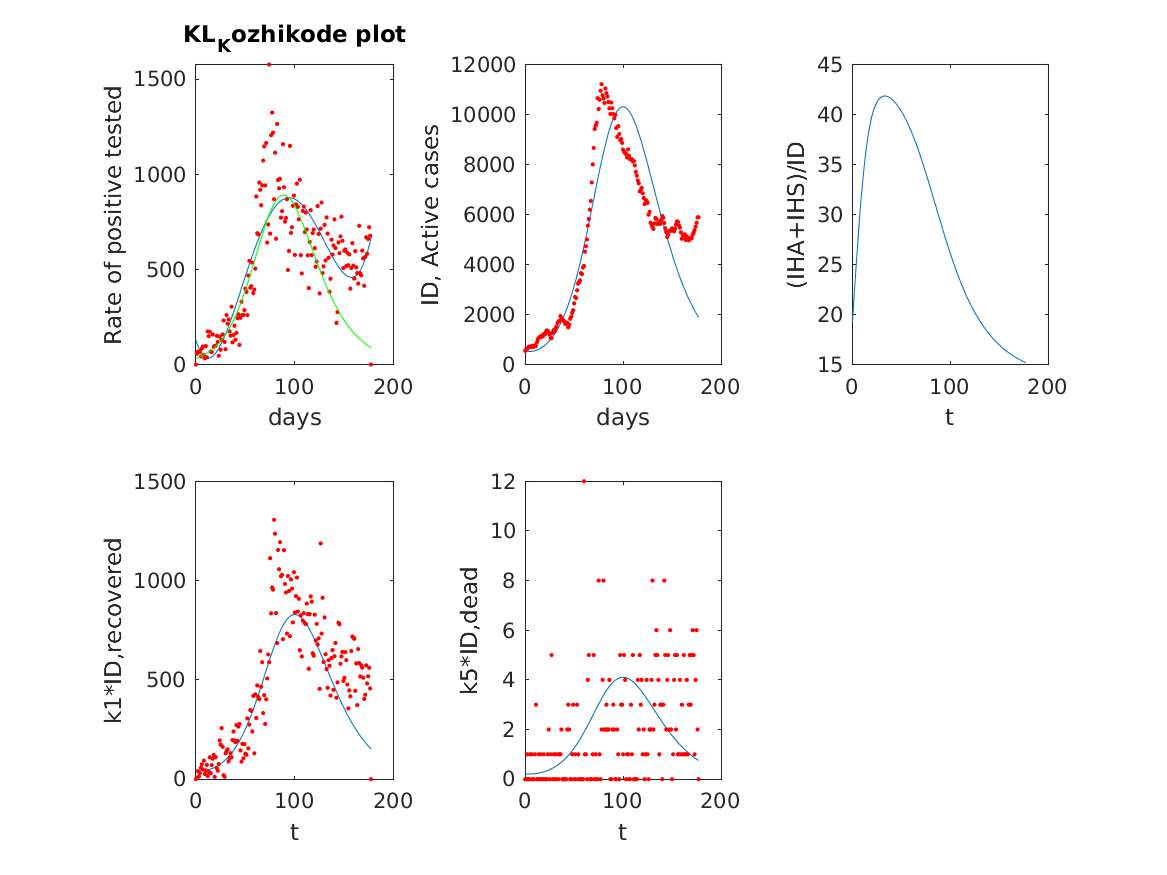 KL_Kozhikode plot
Rate of positive tested
1500
1000
500
0
0 100 200
days
ID, Active cases
12000
10000
8000
6000
4000
2000
0
0 100 200
days
(IHA+IHS)/ID
45
40
35
30
25
20
15
0 100 200
t
k1*ID,recovered
1500
1000
500
0
0 100 200
t
k5*ID,dead
12
10
8
6
4
2
0
0 100 200
t